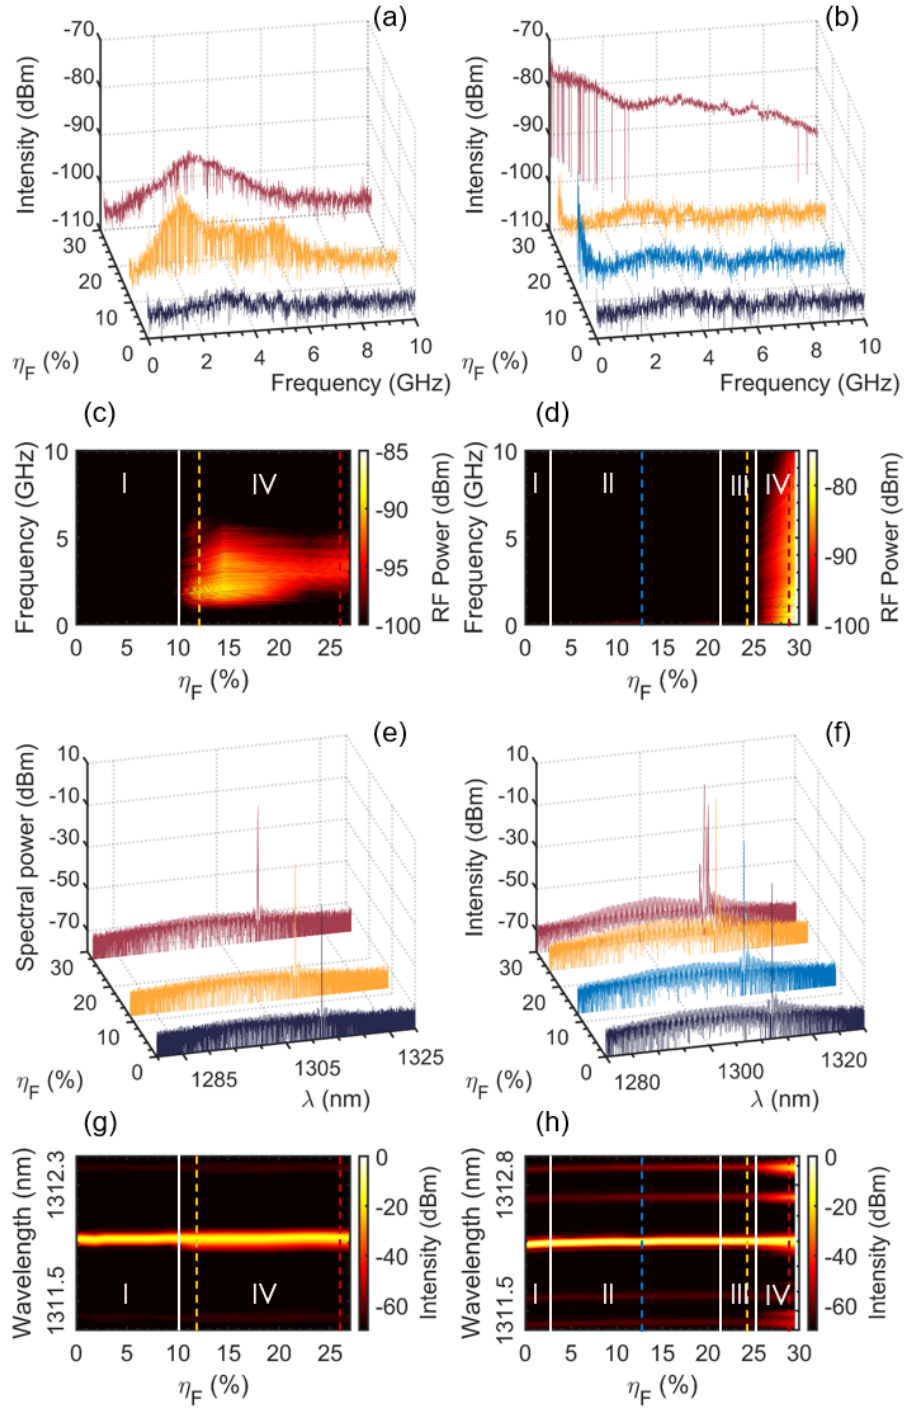 (a)
Intensity (dBm)
-70
-80
-90
-100
-110
30
20
10
0
ηF (%)
0
2
4
6
8
10
Frequency (GHz)
(b)
Intensity (dBm)
-70
-80
-90
-100
-110
30
20
10
0
ηF (%)
0
2
4
6
8
10
Frequency (GHz)
(c)
Frequency (GHz)
10
5
0
I
IV
0 5 10 15 20 25
ηF (%)
-85
-90
-95
-100
RF Power (dBm)
(d)
Frequency (GHz)
10
5
0
I
II
III
IV
0 5 10 15 20 25 30
ηF (%)
-80
-90
-100
RF Power (dBm)
(e)
Spectral power (dBm)
10
-10
-30
-50
-70
30
20
10
0
ηF (%)
1285
1305
1325
λ (nm)
(f)
Intensity (dBm)
10
-10
-30
-50
-70
30
20
10
0
ηF (%)
1280
1300
1320
λ (nm)
(g)
Wavelength (nm)
1312.3
1311.5
I
IV
0 5 10 15 20 25
ηF (%)
0
-20
-40
-60
Intensity (dBm)
(h)
Wavelength (nm)
1312.8
1311.5
I
II
III
IV
0 5 10 15 20 25 30
ηF (%)
0
-20
-40
-60
Intensity (dBm)